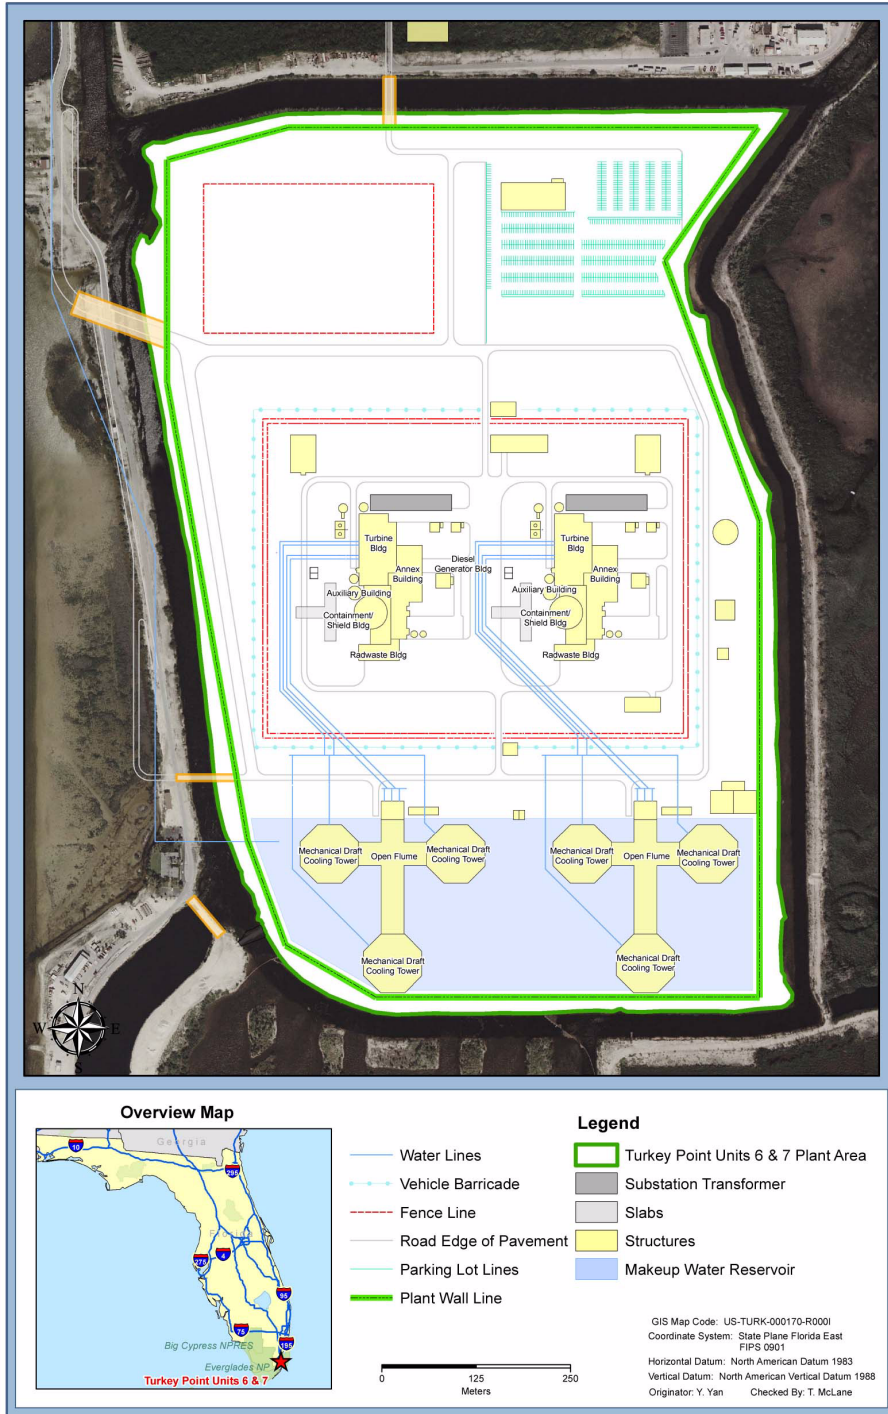 Turbine
Bldg
Annex
Building
Auxiliary Building
Containment/
Shield Bldg
Radwaste Bldg
Diesel
Generator Bldg
Turbine
Bldg
Annex
Building
Auxiliary Building
Containment/
Shield Bldg
Radwaste Bldg
Mechanical Draft
Cooling Tower
Open Flume
Mechanical Draft
Cooling Tower
Mechanical Draft
Cooling Tower
Open Flume
Mechanical Draft
Cooling Tower
Mechanical Draft
Cooling Tower
Mechanical Draft
Cooling Tower
N
W E
S
Overview Map
Georgia
10
295
Florida
275
4
95
75
195
Big Cypress NPRES
Everglades NP
Turkey Point Units 6 & 7
Water Lines
Vehicle Barricade
Fence Line
Road Edge of Pavement
Parking Lot Lines
Plant Wall Line
0 125 250
Meters
Legend
Turkey Point Units 6 & 7 Plant Area
Substation Transformer
Slabs
Structures
Makeup Water Reservoir
GIS Map Code: US-TURK-000170-R000I
Coordinate System: State Plane Florida East
FIPS 0901
Horizontal Datum: North American Datum 1983
Vertical Datum: North American Vertical Datum 1988
Originator: Y. Yan Checked By: T. McLane